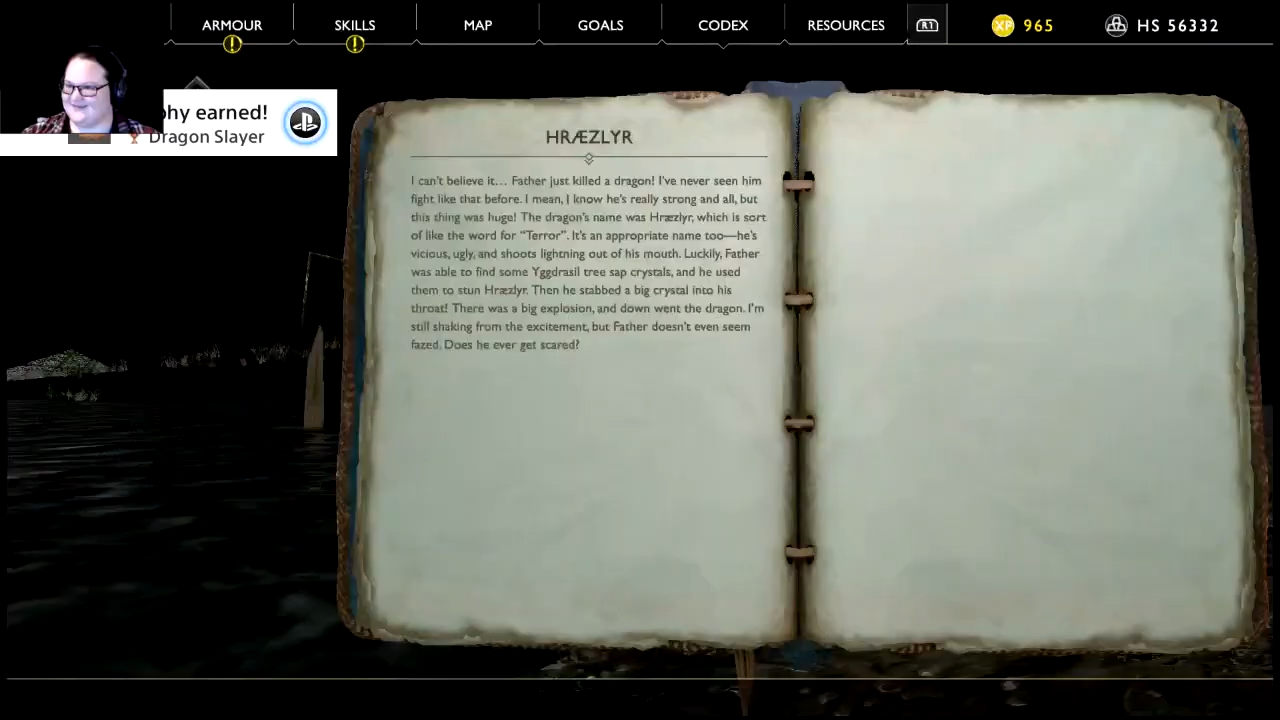 ARMOUR SKILLS MAP GOALS CODEX RESOURCES R1 XP 965 HS 56332
phy earned!
Dragon Slayer
HRÆZLYR
I can't believe it... Father just killed a dragon! I've never seen him
fight like that before. I mean, I know he's really strong and all, but
this thing was huge! The dragon's name was Hræzlyr, which is sort
of like the word for "Terror". It's an appropriate name too—he's
vicious, ugly, and shoots lightning out of his mouth. Luckily, Father
was able to find some Yggdrasil tree sap crystals, and he used
them to stun Hræzlyr. Then he stabbed a big crystal into his
throat! There was a big explosion, and down went the dragon. I'm
still shaking from the excitement, but Father doesn't even seem
fazed. Does he ever get scared?